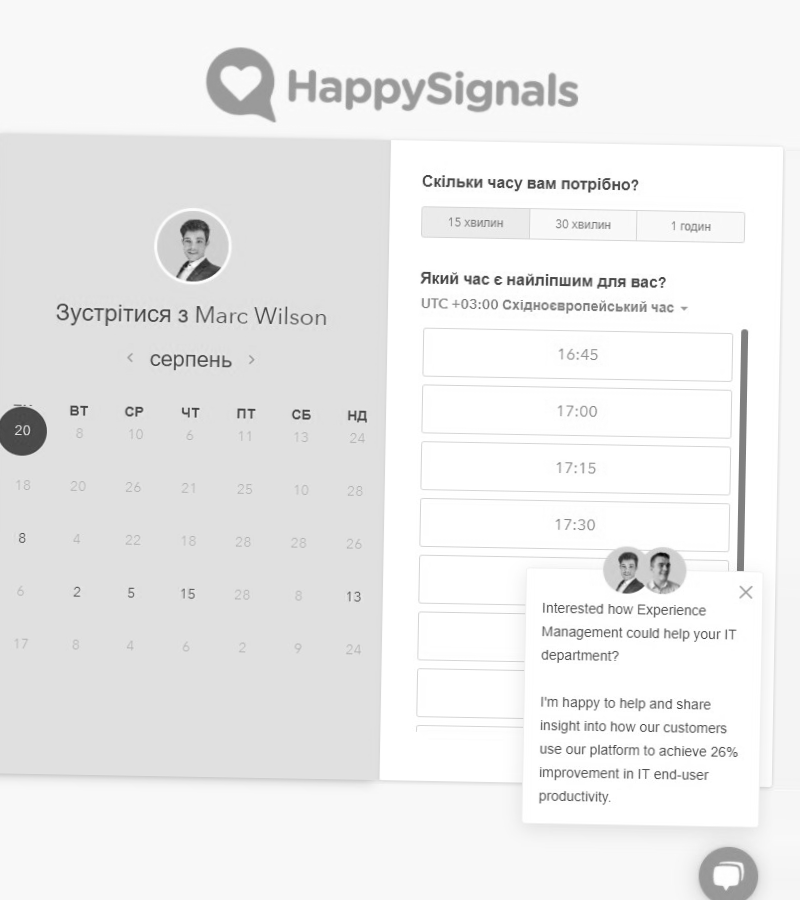 HappySignals
Зустрітися з Marc Wilson
серпень
ВТ СР ЧТ ПТ СБ НД
20 8 10 6 11 13 24
18 20 26 21 25 10 28
8 4 22 18 28 28 26
6 2 5 15 28 8 13
17 8 4 6 2 9 24
Скільки часу вам потрібно?
15 хвилин 30 хвилин 1 годин
Який час є найліпшим для вас?
UTC +03:00 Східноєвропейський час
16:45
17:00
17:15
17:30
Interested how Experience
Management could help your IT
department?
I'm happy to help and share
insight into how our customers
use our platform to achieve 26%
improvement in IT end-user
productivity.